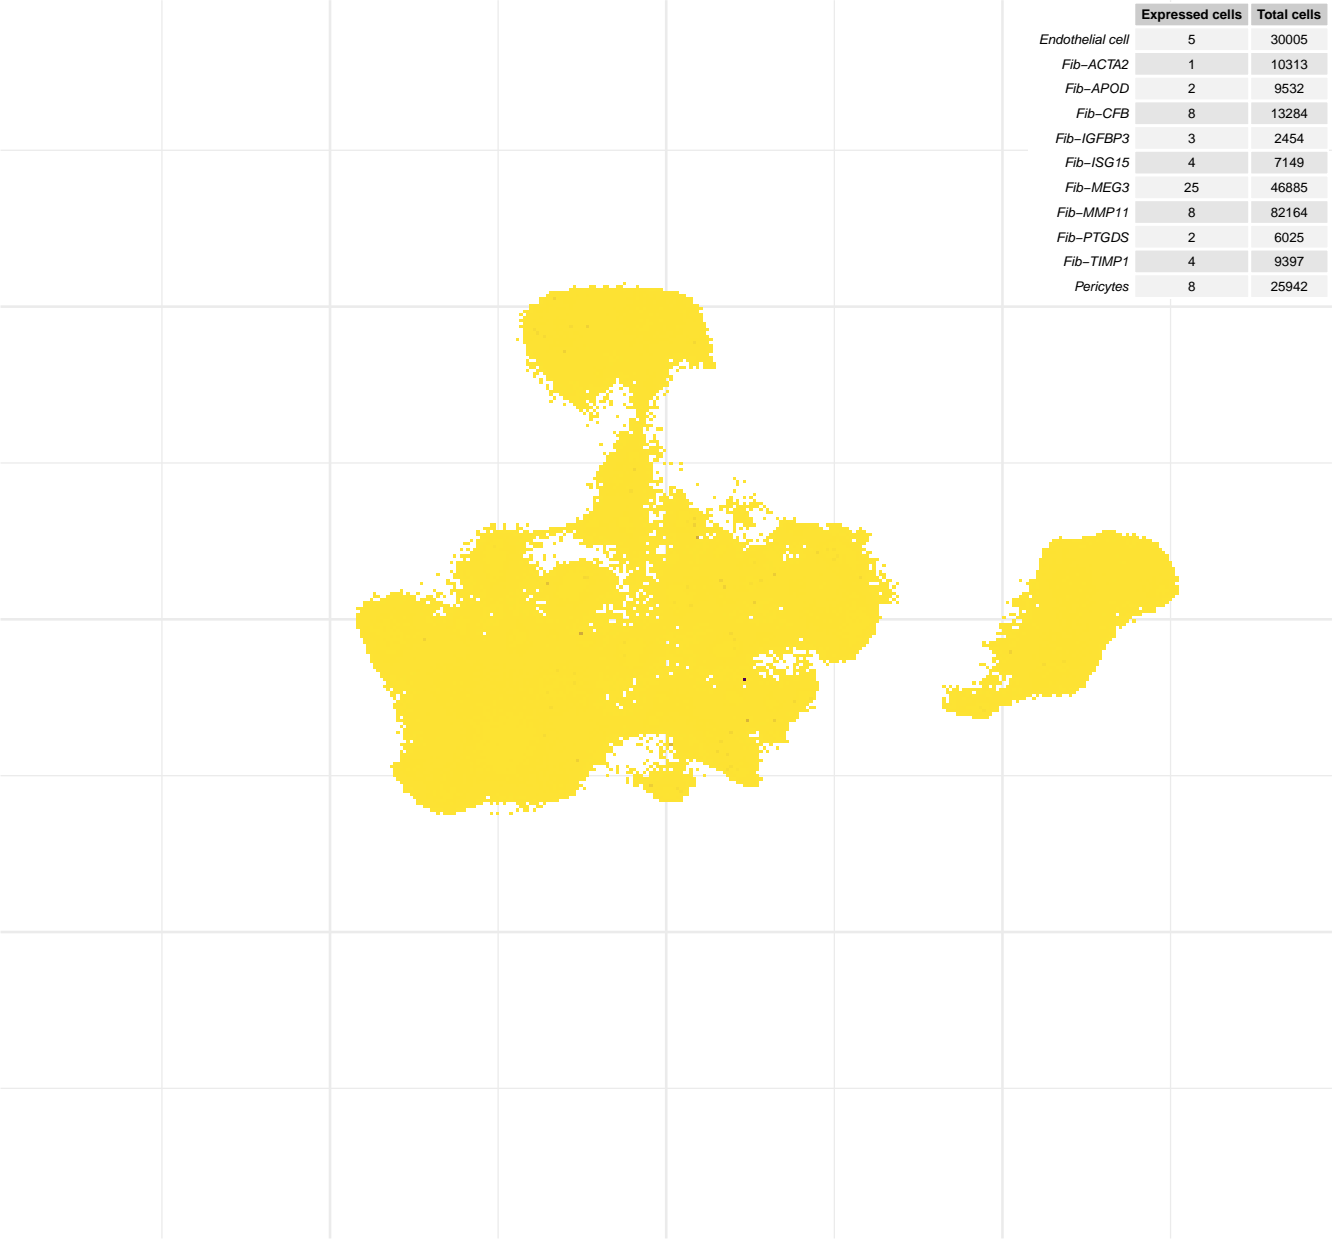 Expressed cells Total cells
Endothelial cell 5 30005
Fib−ACTA2 1 10313
Fib−APOD 2 9532
Fib−CFB 8 13284
Fib−IGFBP3 3 2454
Fib−ISG15 4 7149
Fib−MEG3 25 46885
Fib−MMP11 8 82164
Fib−PTGDS 2 6025
Fib−TIMP1 4 9397
Pericytes 8 25942